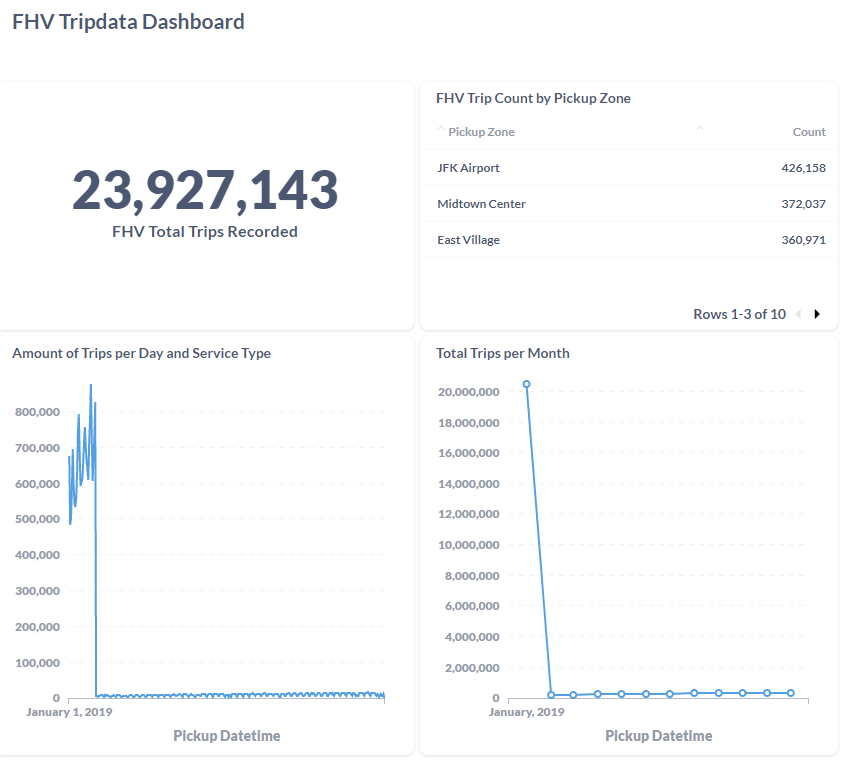 FHV Tripdata Dashboard
23,927,143
FHV Total Trips Recorded
FHV Trip Count by Pickup Zone
Pickup Zone Count
JFK Airport 426,158
Midtown Center 372,037
East Village 360,971
Rows 1-3 of 10
Amount of Trips per Day and Service Type
800,000
700,000
600,000
500,000
400,000
300,000
200,000
100,000
0
January 1, 2019
Pickup Datetime
Total Trips per Month
20,000,000
18,000,000
16,000,000
14,000,000
12,000,000
10,000,000
8,000,000
6,000,000
4,000,000
2,000,000
0
January, 2019
Pickup Datetime